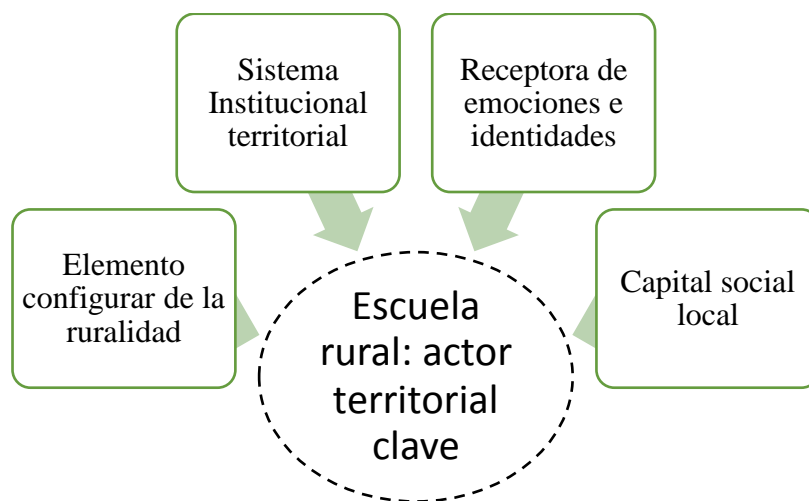 Sistema
Institucional
territorial
Receptora de
emociones e
identidades
Elemento
configurar de la
ruralidad
Capital social
local
Escuela
rural: actor
territorial
clave